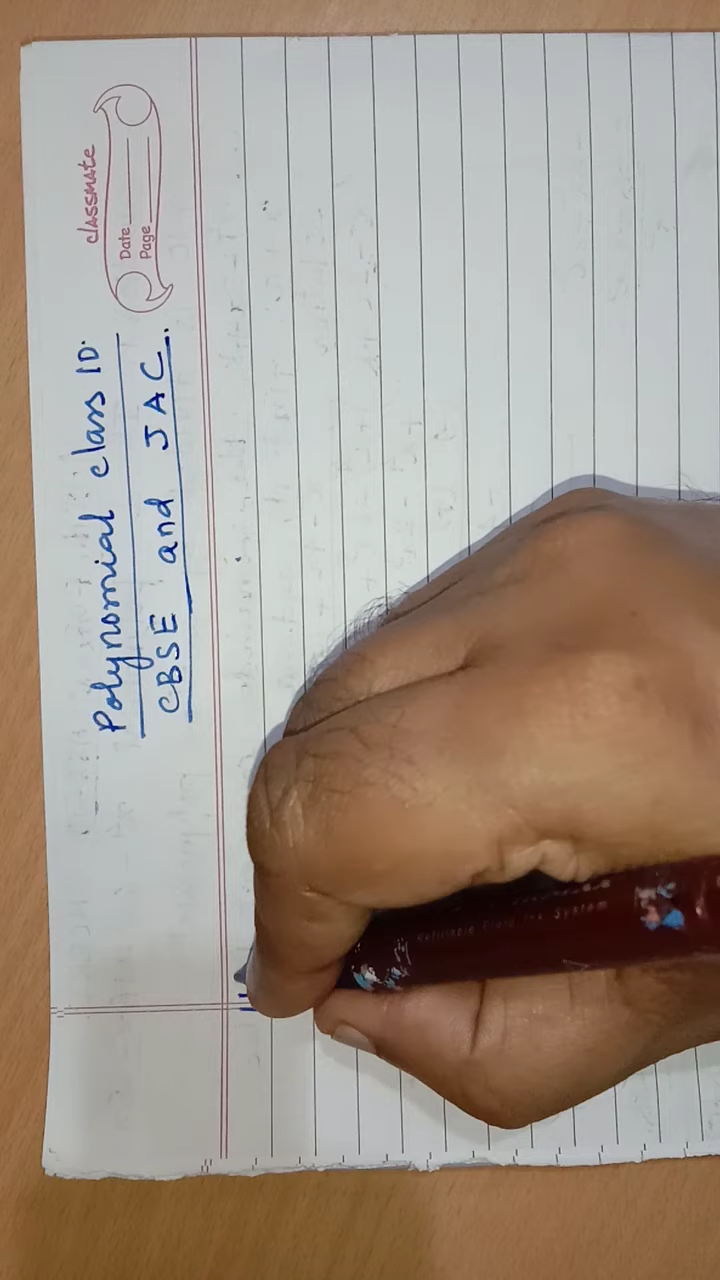 classmate
Date
Page
Polynomial class 10.
CBSE and JAC.